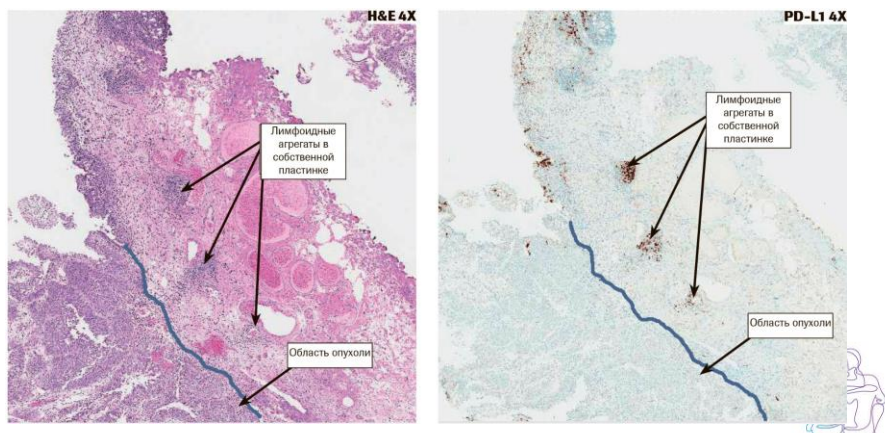 H&E 4X
Лимфоидные
агрегаты в
собственной
пластинке
Область опухоли
PD-L1 4X
Лимфоидные
агрегаты в
собственной
пластинке
Область опухоли